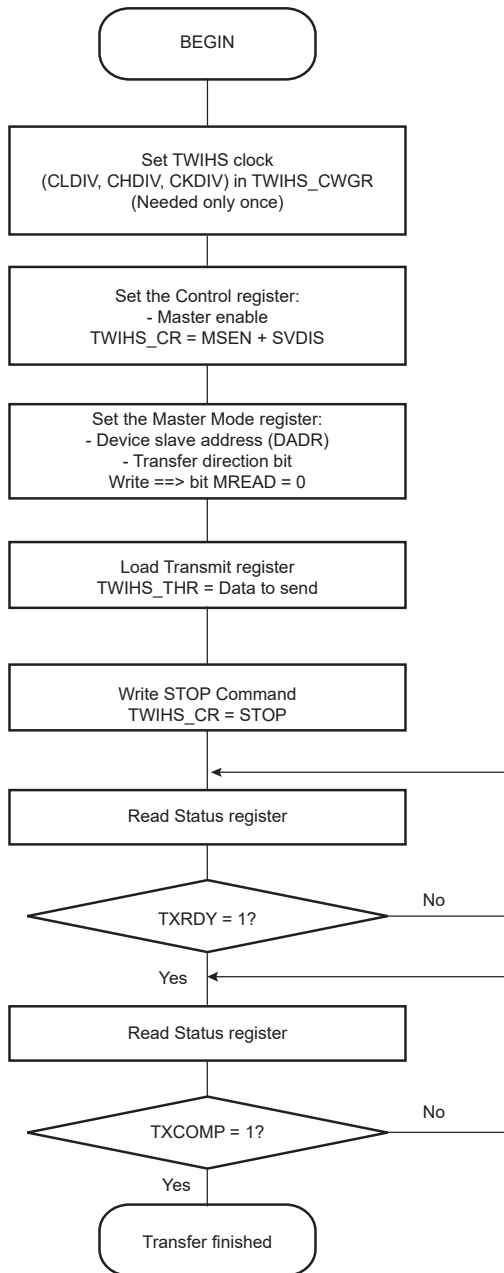 BEGIN
Set TWIHS clock
(CLDIV, CHDIV, CKDIV) in TWIHS_CWGR
(Needed only once)
Set the Control register:
- Master enable
TWIHS_CR = MSEN + SVDIS
Set the Master Mode register:
- Device slave address (DADR)
- Transfer direction bit
Write ==> bit MREAD = 0
Load Transmit register
TWIHS_THR = Data to send
Write STOP Command
TWIHS_CR = STOP
Read Status register
TXRDY = 1?
No
Yes
Read Status register
TXCOMP = 1?
No
Yes
Transfer finished